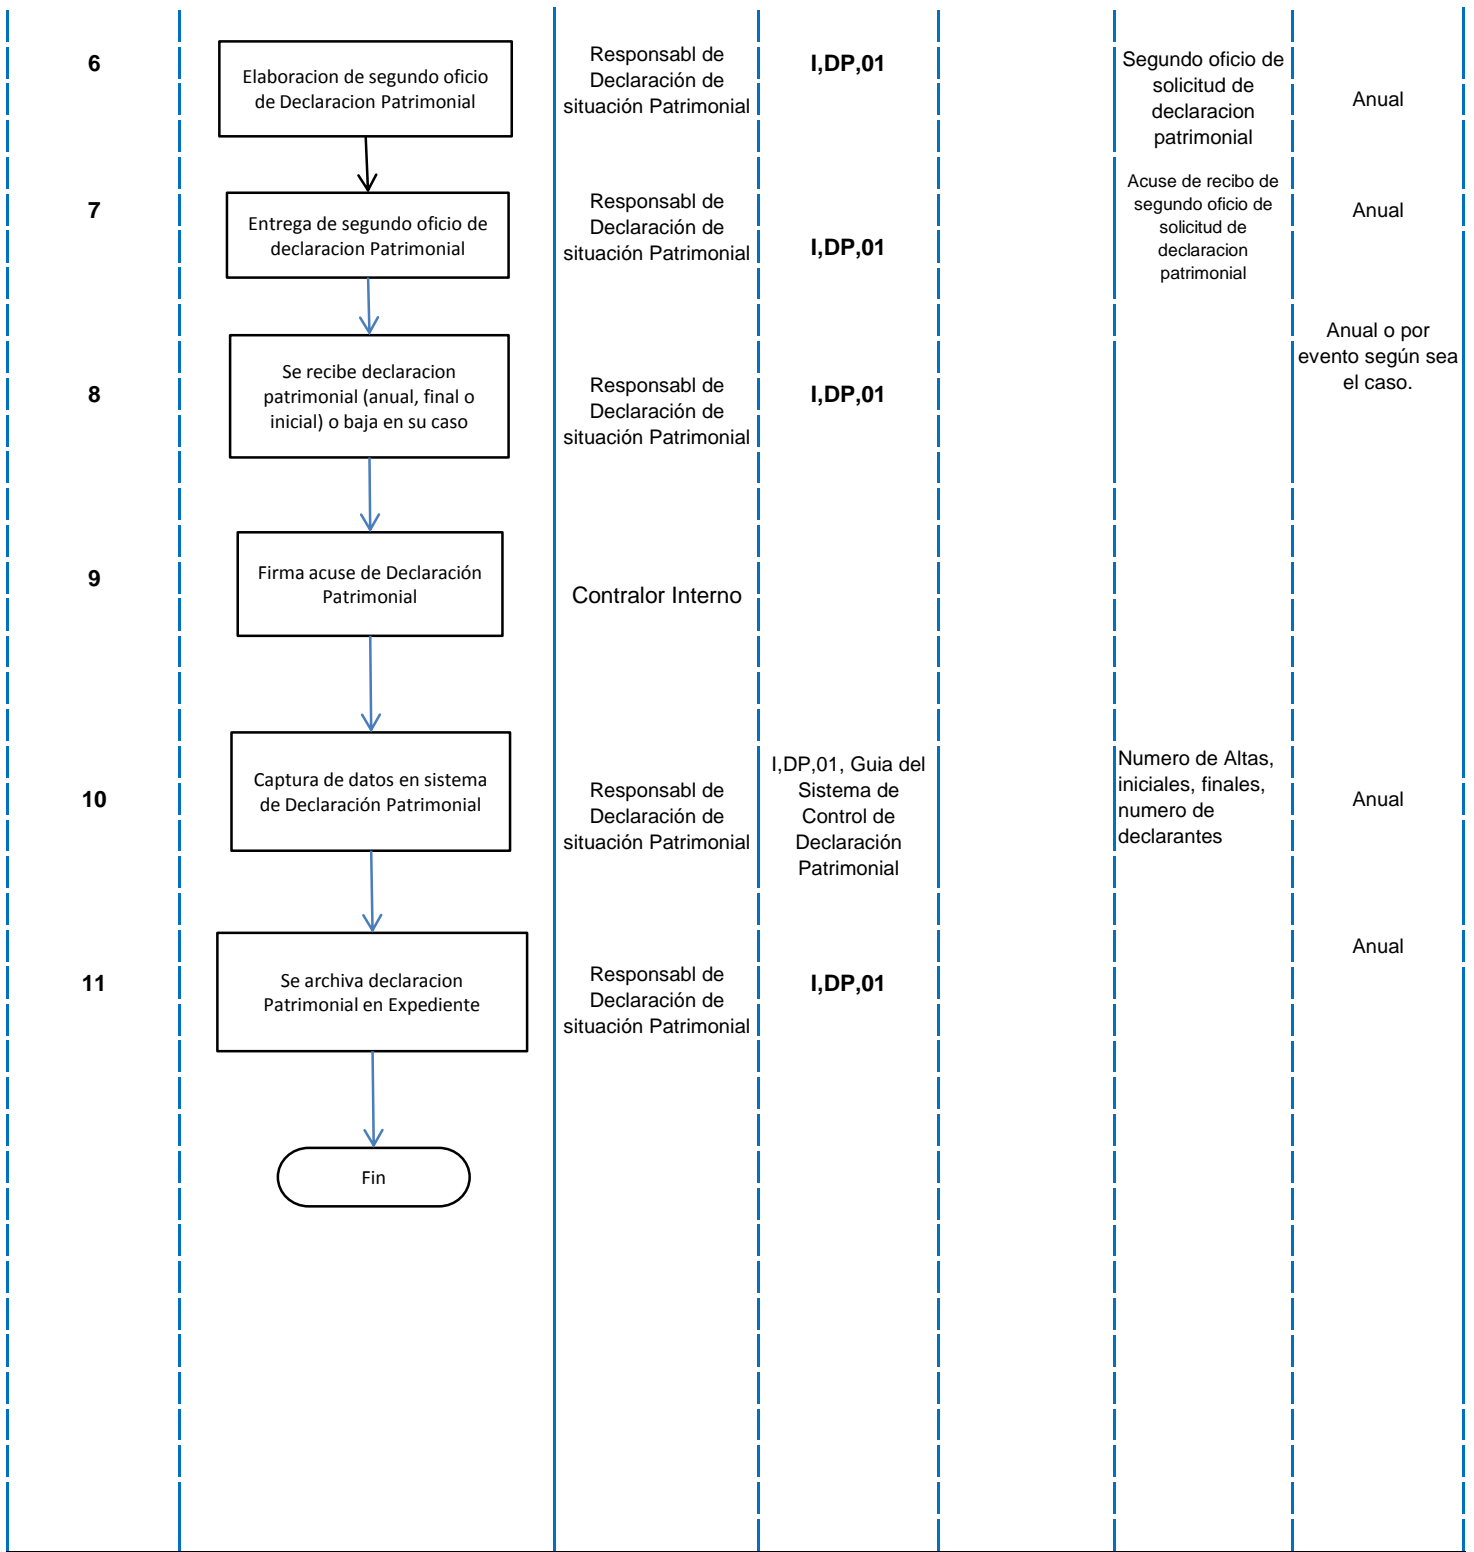 6
Elaboracion de segundo oficio
de Declaracion Patrimonial
Responsabl de
Declaración de
situación Patrimonial
I,DP,01
Segundo oficio de
solicitud de
declaracion
patrimonial
Anual
7
Entrega de segundo oficio de
declaracion Patrimonial
Responsabl de
Declaración de
situación Patrimonial
I,DP,01
Acuse de recibo de
segundo oficio de
solicitud de
declaracion
patrimonial
Anual
8
Se recibe declaracion
patrimonial (anual, final o
inicial) o baja en su caso
Responsabl de
Declaración de
situación Patrimonial
I,DP,01
Anual o por
evento según sea
el caso.
9
Firma acuse de Declaración
Patrimonial
Contralor Interno
10
Captura de datos en sistema
de Declaración Patrimonial
Responsabl de
Declaración de
situación Patrimonial
I,DP,01, Guia del
Sistema de
Control de
Declaración
Patrimonial
Numero de Altas,
iniciales, finales,
numero de
declarantes
Anual
11
Se archiva declaracion
Patrimonial en Expediente
Responsabl de
Declaración de
situación Patrimonial
I,DP,01
Anual
Fin